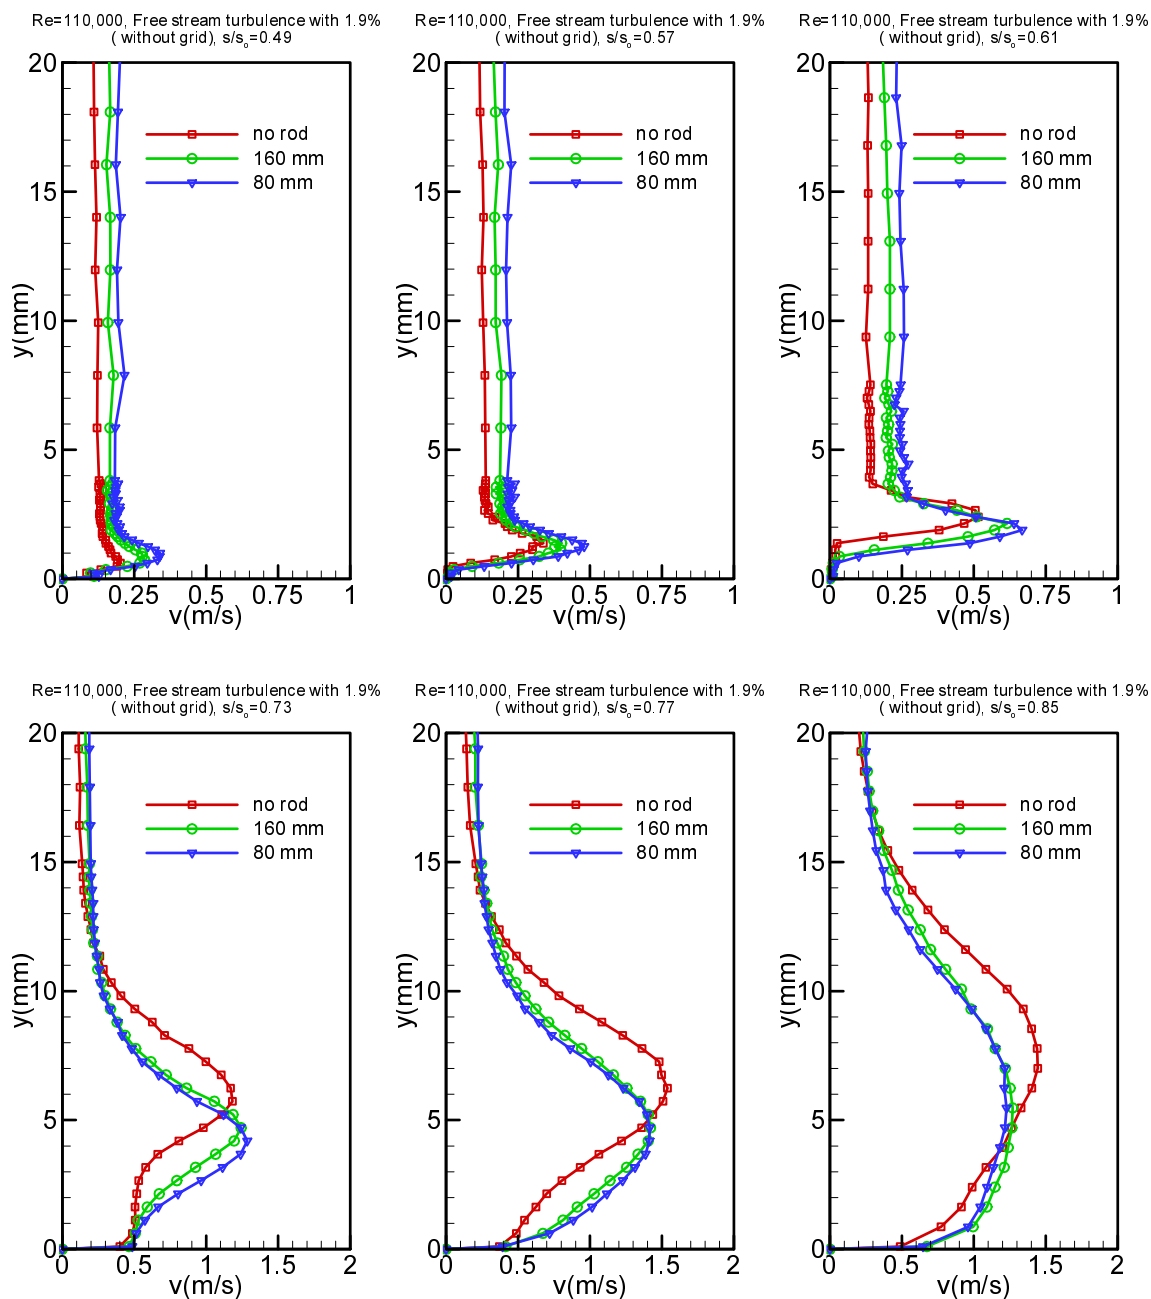 Re=110,000, Free stream turbulence with 1.9%
( without grid), s/s₀=0.49
20
15
10
5
0
y(mm)
no rod
160 mm
80 mm
0 0.25 0.5 0.75 1
v(m/s)
Re=110,000, Free stream turbulence with 1.9%
( without grid), s/s₀=0.57
20
15
10
5
0
y(mm)
no rod
160 mm
80 mm
0 0.25 0.5 0.75 1
v(m/s)
Re=110,000, Free stream turbulence with 1.9%
( without grid), s/s₀=0.61
20
15
10
5
0
y(mm)
no rod
160 mm
80 mm
0 0.25 0.5 0.75 1
v(m/s)
Re=110,000, Free stream turbulence with 1.9%
( without grid), s/s₀=0.73
20
15
10
5
0
y(mm)
no rod
160 mm
80 mm
0 0.5 1 1.5 2
v(m/s)
Re=110,000, Free stream turbulence with 1.9%
( without grid), s/s₀=0.77
20
15
10
5
0
y(mm)
no rod
160 mm
80 mm
0 0.5 1 1.5 2
v(m/s)
Re=110,000, Free stream turbulence with 1.9%
( without grid), s/s₀=0.85
20
15
10
5
0
y(mm)
no rod
160 mm
80 mm
0 0.5 1 1.5 2
v(m/s)